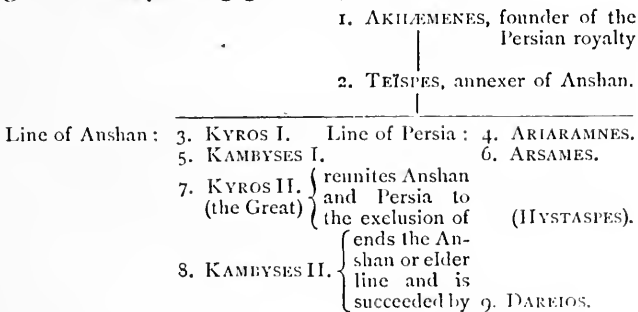 1. AKHÆMENES, founder of the
Persian royalty
2. TEÏSPES, annexer of Anshan.
Line of Anshan: 3. KYROS I. Line of Persia: 4. ARIARAMNES.
5. KAMBYSES I. 6. ARSAMES.
7. KYROS II. { reunites Anshan
(the Great) and Persia to
the exclusion of (HYSTASPES).
ends the An-
shan or elder
8. KAMBYSES II. { line and is
succeeded by 9. DAREIOS.